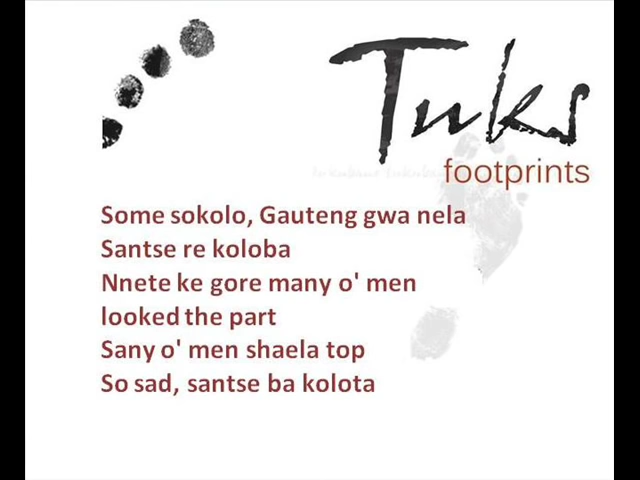 Tuks
footprints
Some sokolo, Gauteng gwa nela
Santse re koloba
Nnete ke gore many o' men
looked the part
Sany o' men shaela top
So sad, santse ba kolota